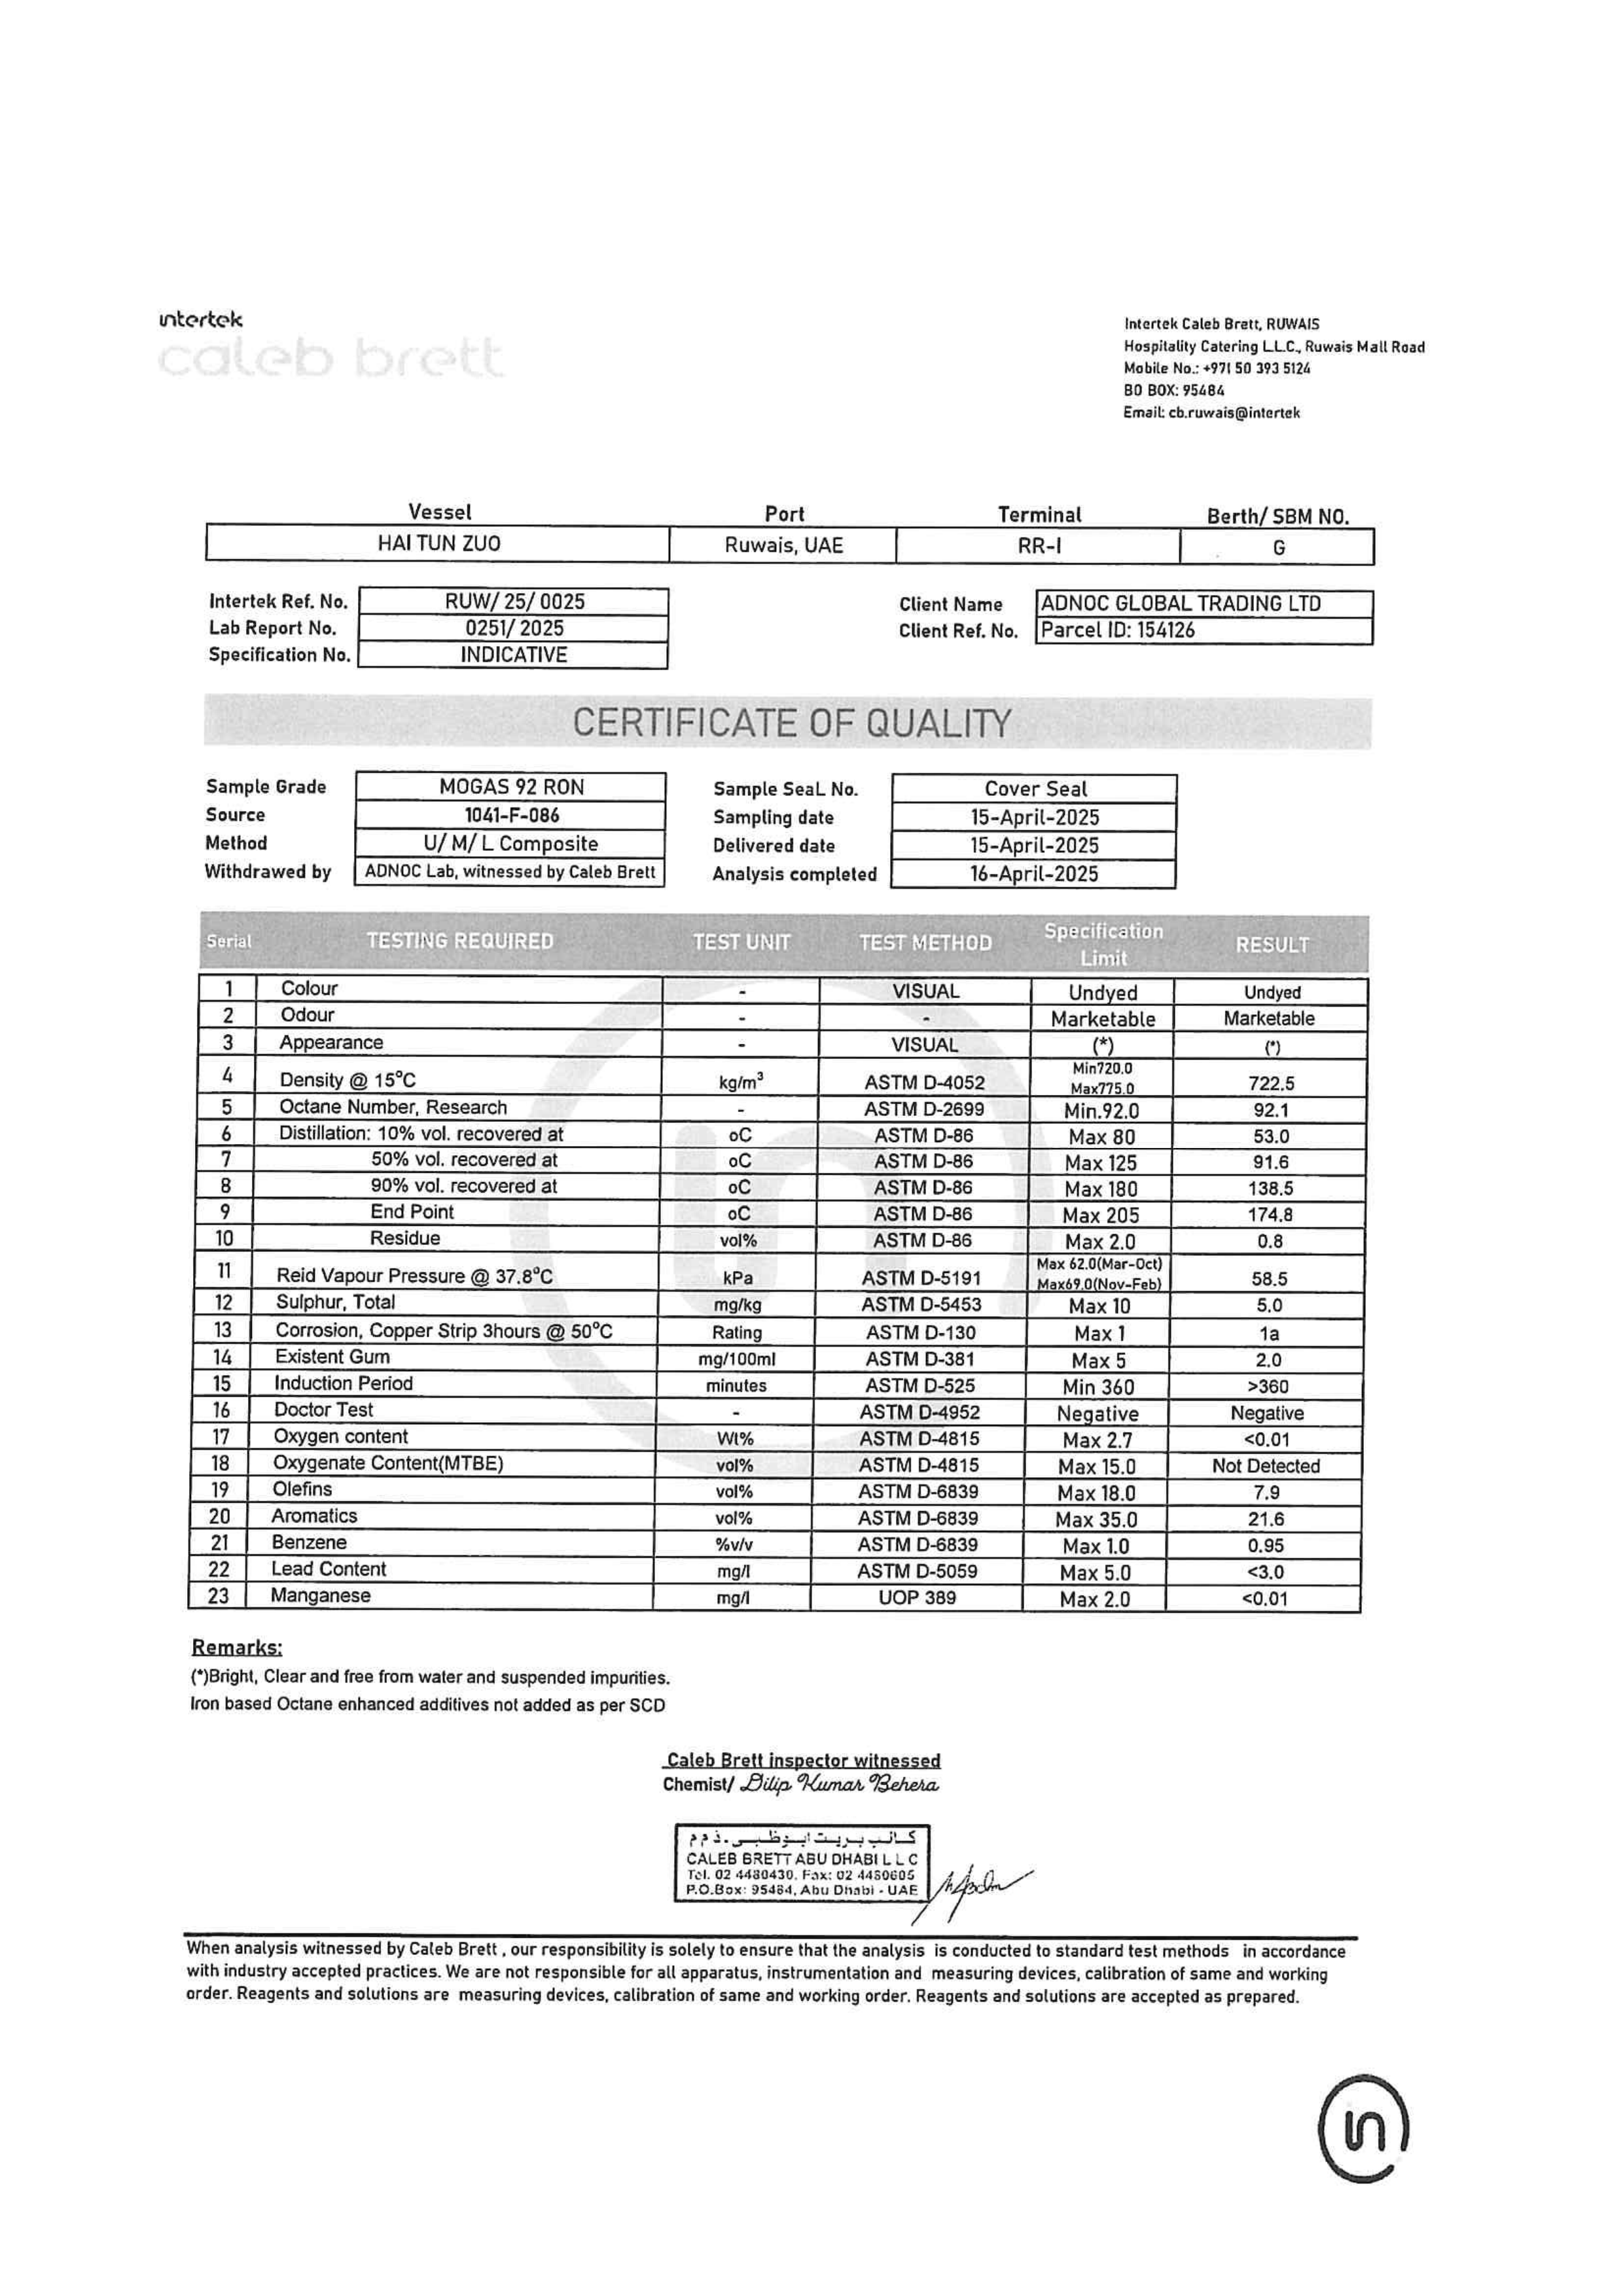 intertek
caleb brett
Intertek Caleb Brett, RUWAIS
Hospitality Catering L.L.C., Ruwais Mall Road
Mobile No.: +971 50 393 5124
BO BOX: 95484
Email: cb.ruwais@intertek
Vessel Port Terminal Berth/ SBM NO.
HAI TUN ZUO Ruwais, UAE RR-I G
Intertek Ref. No. RUW/ 25/ 0025 Client Name ADNOC GLOBAL TRADING LTD
Lab Report No. 0251/ 2025 Client Ref. No. Parcel ID: 154126
Specification No. INDICATIVE
CERTIFICATE OF QUALITY
Sample Grade MOGAS 92 RON Sample SeaL No. Cover Seal
Source 1041-F-086 Sampling date 15-April-2025
Method U/ M/ L Composite Delivered date 15-April-2025
Withdrawed by ADNOC Lab, witnessed by Caleb Brett Analysis completed 16-April-2025
Serial TESTING REQUIRED TEST UNIT TEST METHOD Specification Limit RESULT
1 Colour - VISUAL Undyed Undyed
2 Odour - - Marketable Marketable
3 Appearance - VISUAL (*) (*)
4 Density @ 15°C kg/m³ ASTM D-4052 Min720.0 Max775.0 722.5
5 Octane Number, Research - ASTM D-2699 Min.92.0 92.1
6 Distillation: 10% vol. recovered at oC ASTM D-86 Max 80 53.0
7 50% vol. recovered at oC ASTM D-86 Max 125 91.6
8 90% vol. recovered at oC ASTM D-86 Max 180 138.5
9 End Point oC ASTM D-86 Max 205 174.8
10 Residue vol% ASTM D-86 Max 2.0 0.8
11 Reid Vapour Pressure @ 37.8°C kPa ASTM D-5191 Max 62.0(Mar-Oct) Max69.0(Nov-Feb) 58.5
12 Sulphur, Total mg/kg ASTM D-5453 Max 10 5.0
13 Corrosion, Copper Strip 3hours @ 50°C Rating ASTM D-130 Max 1 1a
14 Existent Gum mg/100ml ASTM D-381 Max 5 2.0
15 Induction Period minutes ASTM D-525 Min 360 >360
16 Doctor Test - ASTM D-4952 Negative Negative
17 Oxygen content Wt% ASTM D-4815 Max 2.7 <0.01
18 Oxygenate Content(MTBE) vol% ASTM D-4815 Max 15.0 Not Detected
19 Olefins vol% ASTM D-6839 Max 18.0 7.9
20 Aromatics vol% ASTM D-6839 Max 35.0 21.6
21 Benzene %v/v ASTM D-6839 Max 1.0 0.95
22 Lead Content mg/l ASTM D-5059 Max 5.0 <3.0
23 Manganese mg/l UOP 389 Max 2.0 <0.01
Remarks:
(*)Bright, Clear and free from water and suspended impurities.
Iron based Octane enhanced additives not added as per SCD
Caleb Brett inspector witnessed
Chemist/ Dilip Kumar Behera
كالب بريت ابوظبي.ذ م م
CALEB BRETT ABU DHABI L L C
Tel. 02 4480430, Fax: 02 4480605
P.O.Box: 95484, Abu Dhabi - UAE
When analysis witnessed by Caleb Brett , our responsibility is solely to ensure that the analysis is conducted to standard test methods in accordance
with industry accepted practices. We are not responsible for all apparatus, instrumentation and measuring devices, calibration of same and working
order. Reagents and solutions are measuring devices, calibration of same and working order. Reagents and solutions are accepted as prepared.
in